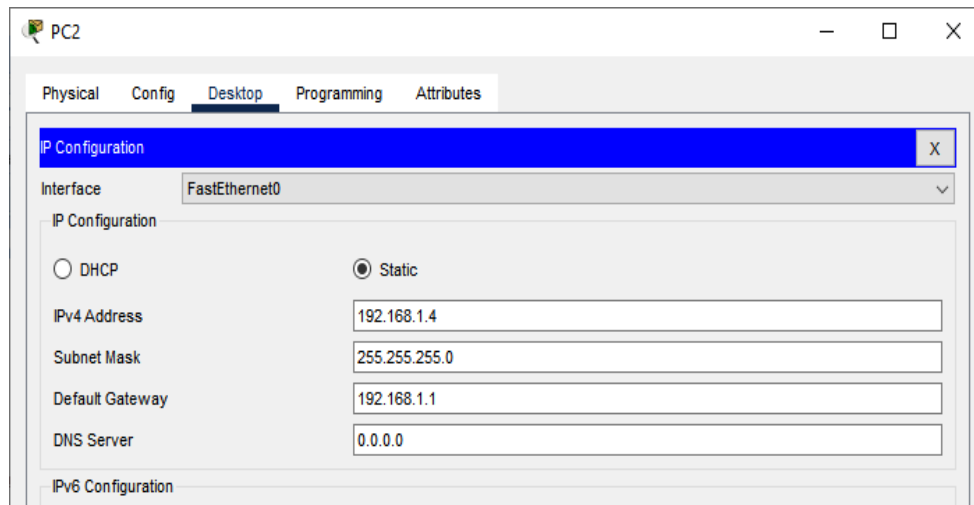 PC2
Physical Config Desktop Programming Attributes
IP Configuration X
Interface FastEthernet0
IP Configuration
DHCP Static
IPv4 Address 192.168.1.4
Subnet Mask 255.255.255.0
Default Gateway 192.168.1.1
DNS Server 0.0.0.0
IPv6 Configuration